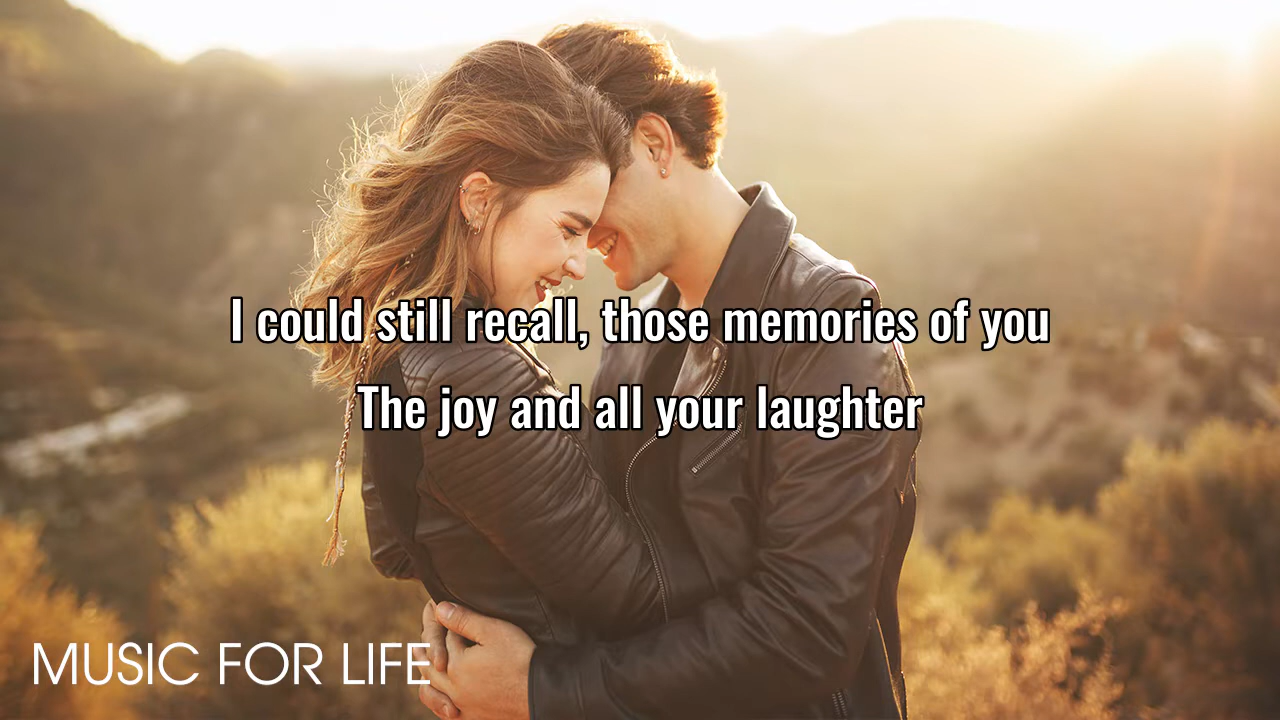 I could still recall, those memories of you
The joy and all your laughter
MUSIC FOR LIFE